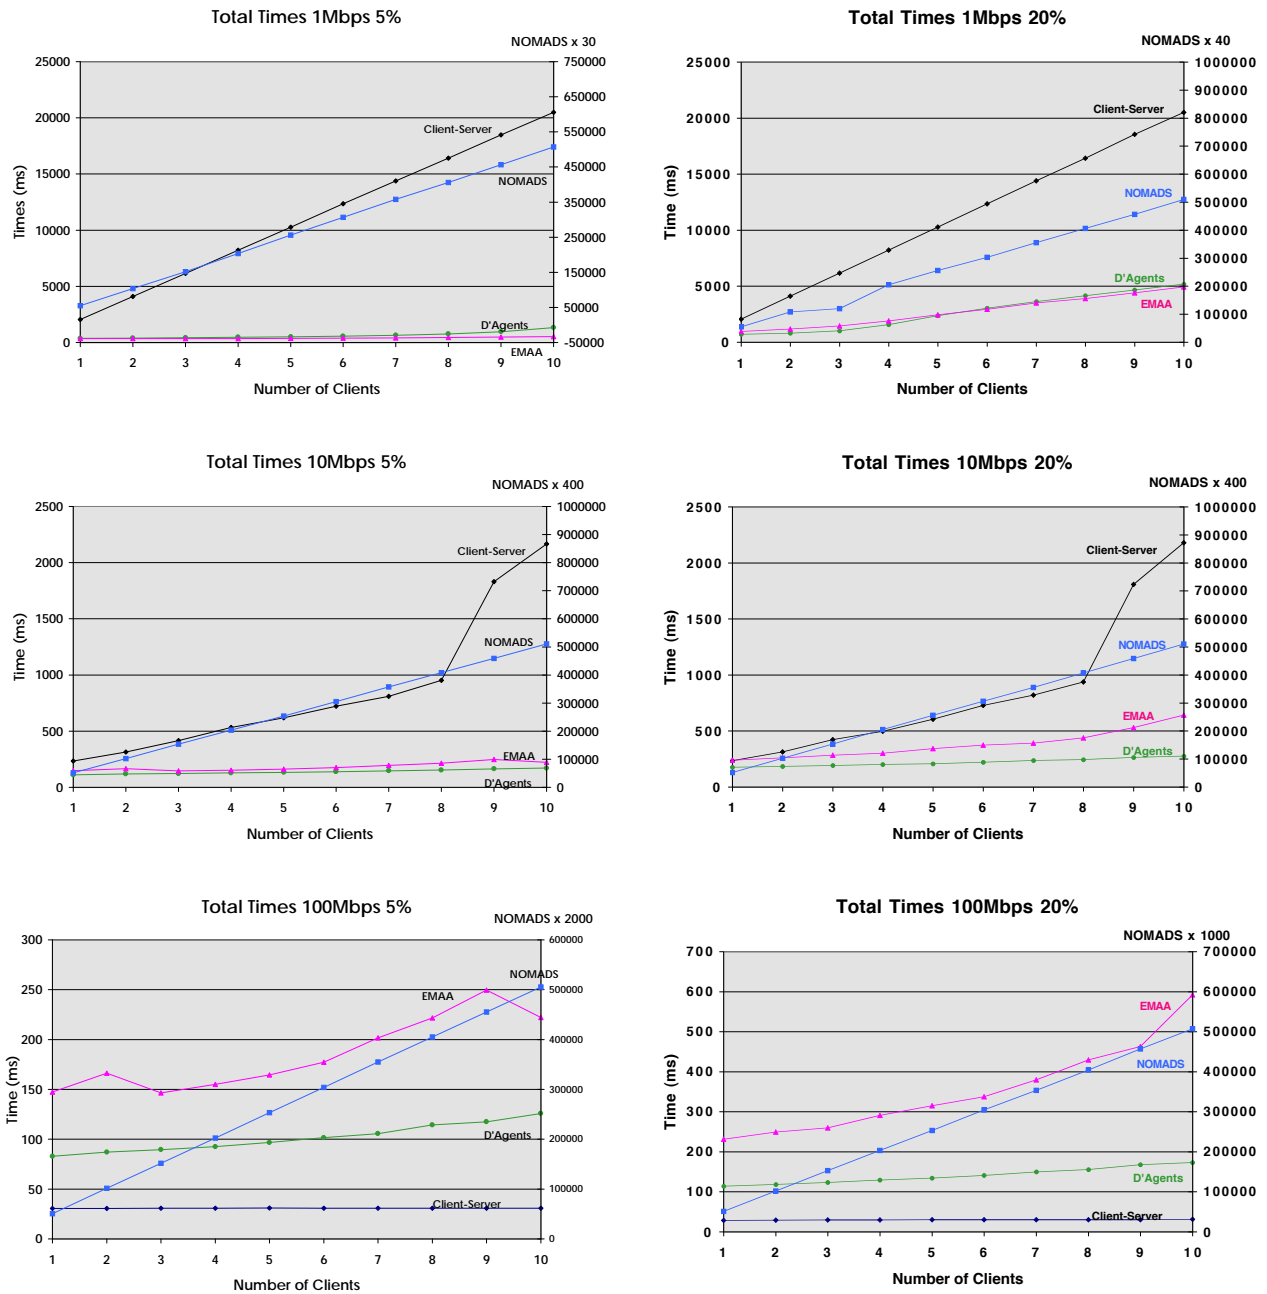 Total Times 1Mbps 5%
NOMADS x 30
25000
20000
15000
10000
5000
0
750000
650000
550000
450000
350000
250000
150000
50000
-50000
Times (ms)
Client-Server
NOMADS
D'Agents
EMAA
1 2 3 4 5 6 7 8 9 10
Number of Clients
Total Times 1Mbps 20%
NOMADS x 40
25000
20000
15000
10000
5000
0
1000000
900000
800000
700000
600000
500000
400000
300000
200000
100000
0
Time (ms)
Client-Server
NOMADS
D'Agents
EMAA
1 2 3 4 5 6 7 8 9 10
Number of Clients
Total Times 10Mbps 5%
NOMADS x 400
2500
2000
1500
1000
500
0
1000000
900000
800000
700000
600000
500000
400000
300000
200000
100000
0
Time (ms)
Client-Server
NOMADS
EMAA
D'Agents
1 2 3 4 5 6 7 8 9 10
Number of Clients
Total Times 10Mbps 20%
NOMADS x 400
2500
2000
1500
1000
500
0
1000000
900000
800000
700000
600000
500000
400000
300000
200000
100000
0
Time (ms)
Client-Server
NOMADS
EMAA
D'Agents
1 2 3 4 5 6 7 8 9 10
Number of Clients
Total Times 100Mbps 5%
NOMADS x 2000
300
250
200
150
100
50
0
600000
500000
400000
300000
200000
100000
0
Time (ms)
NOMADS
EMAA
D'Agents
Client-Server
1 2 3 4 5 6 7 8 9 10
Number of Clients
Total Times 100Mbps 20%
NOMADS x 1000
700
600
500
400
300
200
100
0
700000
600000
500000
400000
300000
200000
100000
0
Time (ms)
EMAA
NOMADS
D'Agents
Client-Server
1 2 3 4 5 6 7 8 9 10
Number of Clients